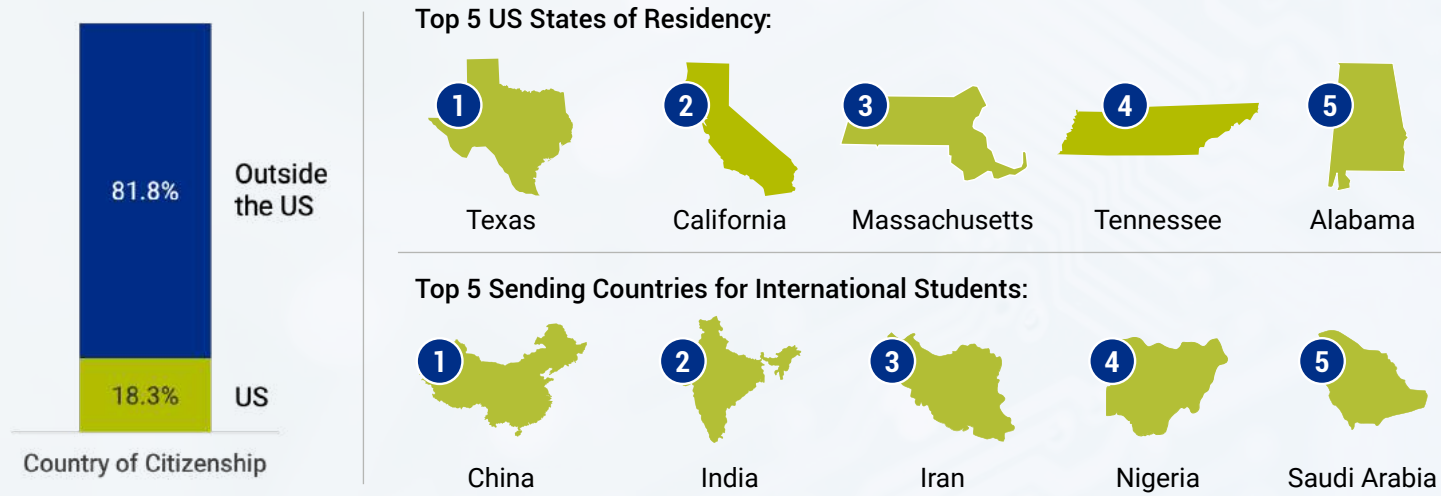 81.8%
Outside
the US
18.3%
US
Country of Citizenship
Top 5 US States of Residency:
1
2
3
4
5
Texas
California
Massachusetts
Tennessee
Alabama
Top 5 Sending Countries for International Students:
1
2
3
4
5
China
India
Iran
Nigeria
Saudi Arabia